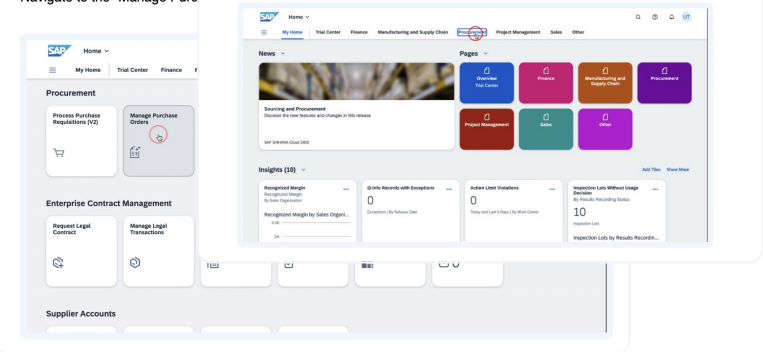 Navigate to the "Manage Purc
SAP
Home
My Home
Trial Center
Finance
Procurement
Process Purchase
Requisitions (V2)
Manage Purchase
Orders
Enterprise Contract Management
Request Legal
Contract
Manage Legal
Transactions
Supplier Accounts
SAP
Home
UT
My Home
Trial Center
Finance
Manufacturing and Supply Chain
Procurement
Project Management
Sales
Other
News
Sourcing and Procurement
Discover the new features and changes in this release
SAP S/4HANA Cloud 2402
Pages
Overview
Trial Center
Finance
Manufacturing and
Supply Chain
Procurement
Project Management
Sales
Other
Insights (10)
Add Tiles
Show More
Recognized Margin
Recognized Margin
By Sales Organization
Recognized Margin by Sales Organi...
0.00
-2K
Q-Info Records with Exceptions
0
Exceptions | By Release Date
Action Limit Violations
0
Today and Last 6 Days | By Work Center
Inspection Lots Without Usage
Decision
By Results Recording Status
10
Inspection Lots
Inspection Lots by Results Recordin...